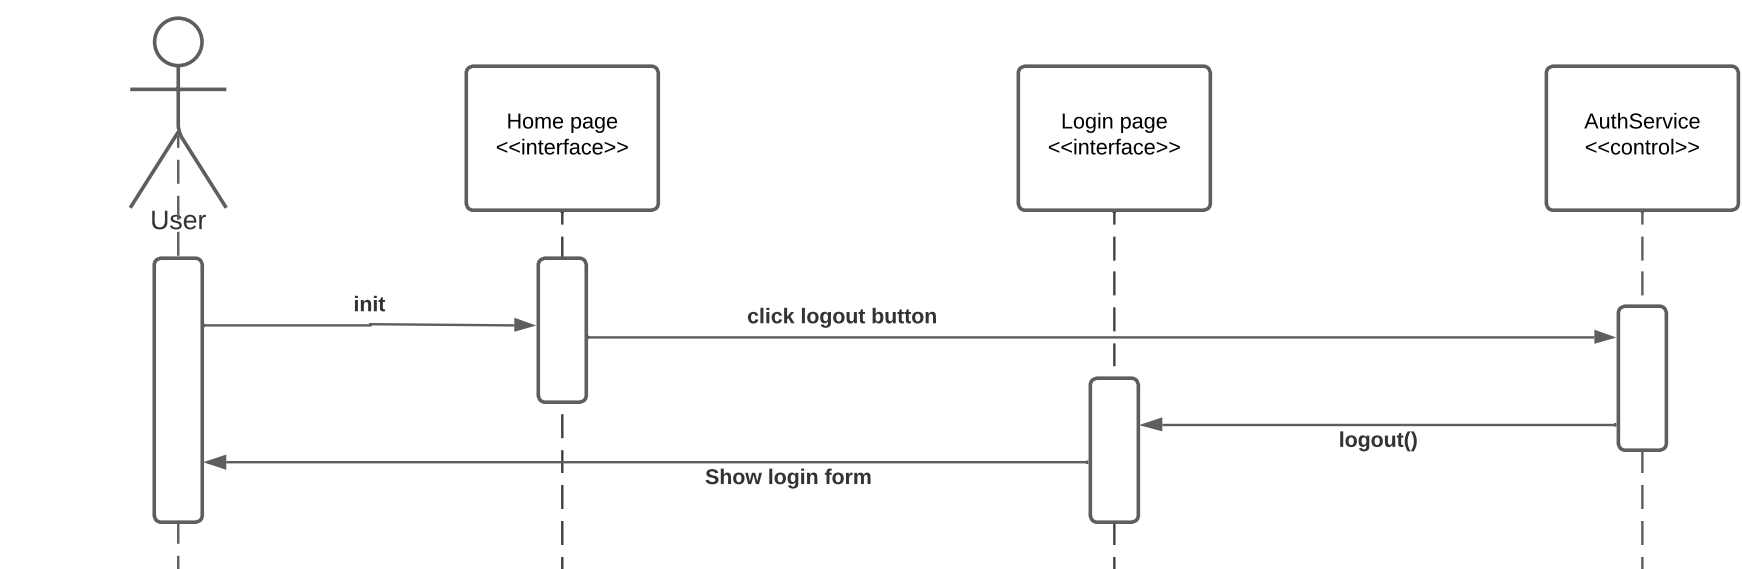 Home page
<<interface>>
Login page
<<interface>>
AuthService
<<control>>
User
init
click logout button
logout()
Show login form